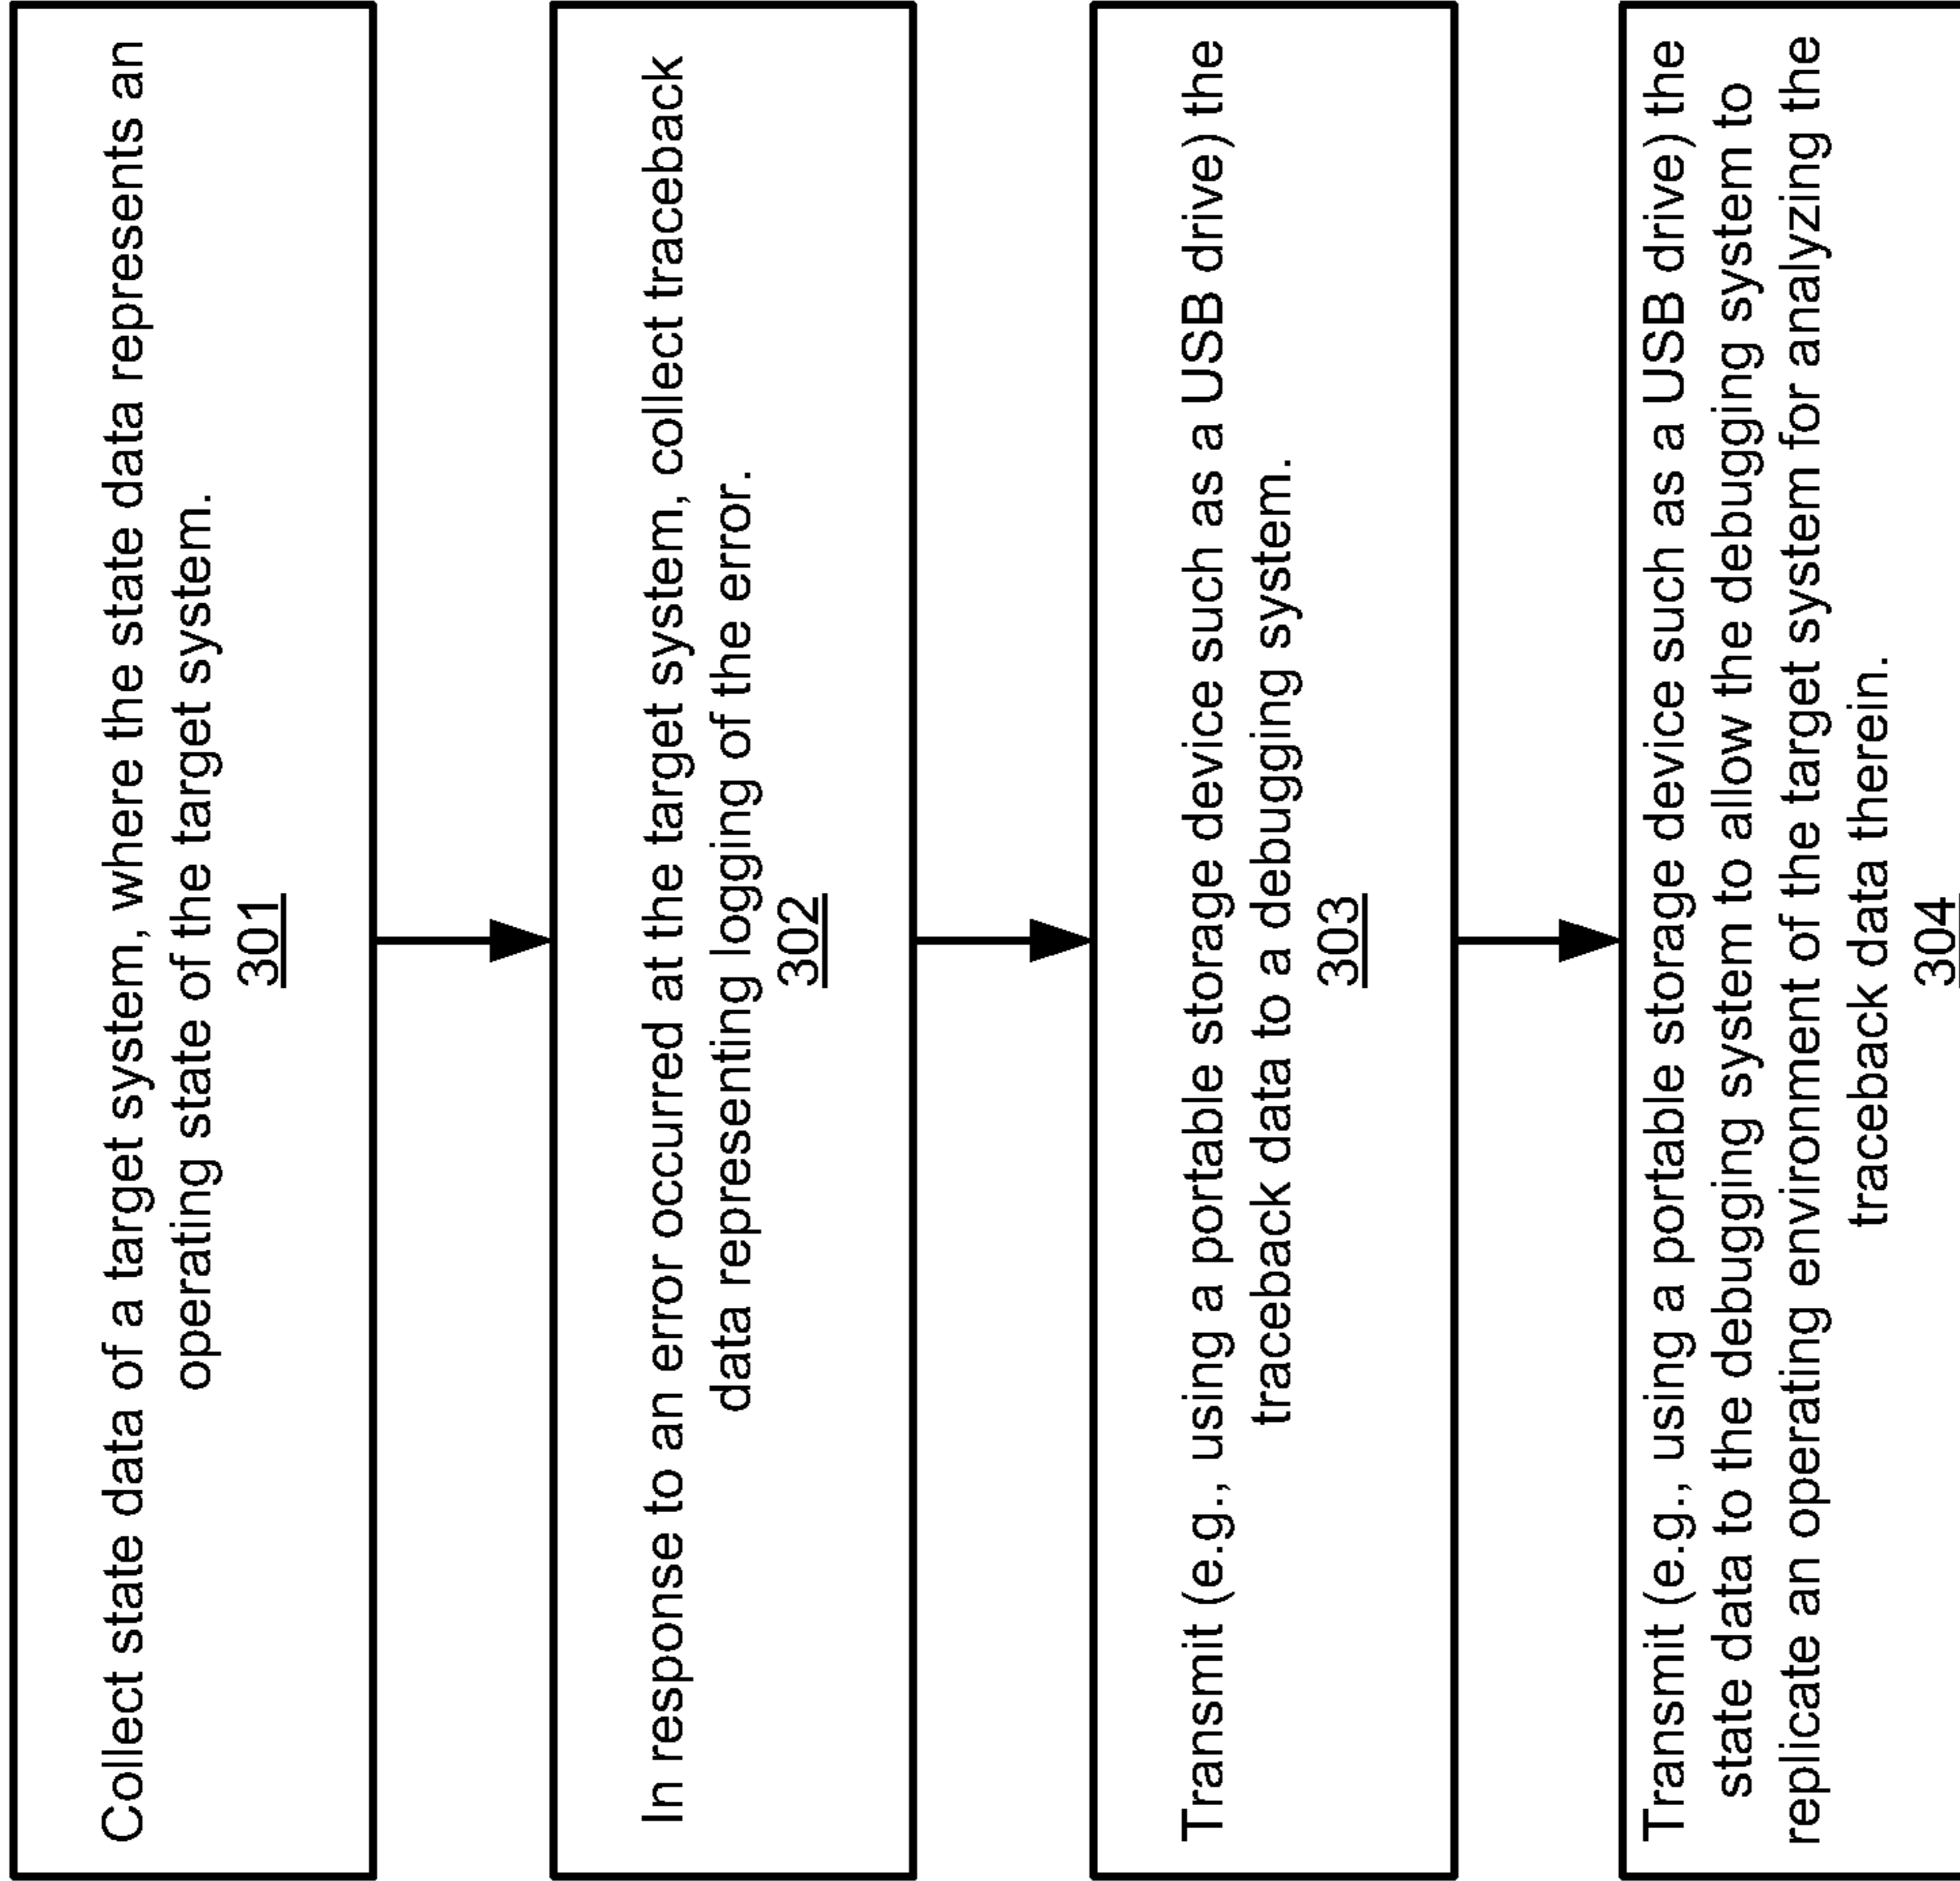 Collect state data of a target system, where the state data represents an
operating state of the target system.
301
In response to an error occurred at the target system, collect traceback
data representing logging of the error.
302
Transmit (e.g., using a portable storage device such as a USB drive) the
traceback data to a debugging system.
303
Transmit (e.g., using a portable storage device such as a USB drive) the
state data to the debugging system to allow the debugging system to
replicate an operating environment of the target system for analyzing the
traceback data therein.
304